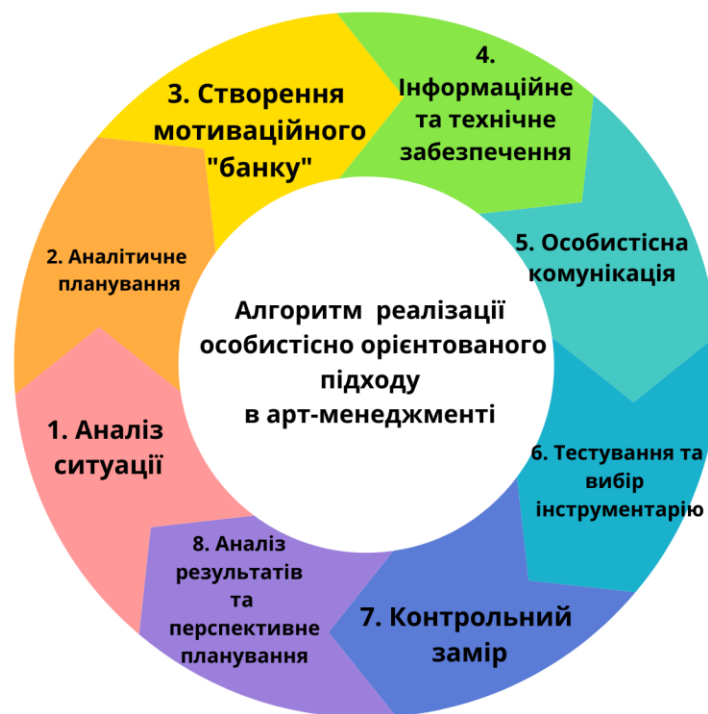 Алгоритм реалізації
особистісно орієнтованого
підходу
в арт-менеджменті
1. Аналіз
ситуації
2. Аналітичне
планування
3. Створення
мотиваційного
"банку"
4.
Інформаційне
та технічне
забезпечення
5. Особистісна
комунікація
6. Тестування та
вибір
інструментарію
7. Контрольний
замір
8. Аналіз
результатів
та
перспективне
планування